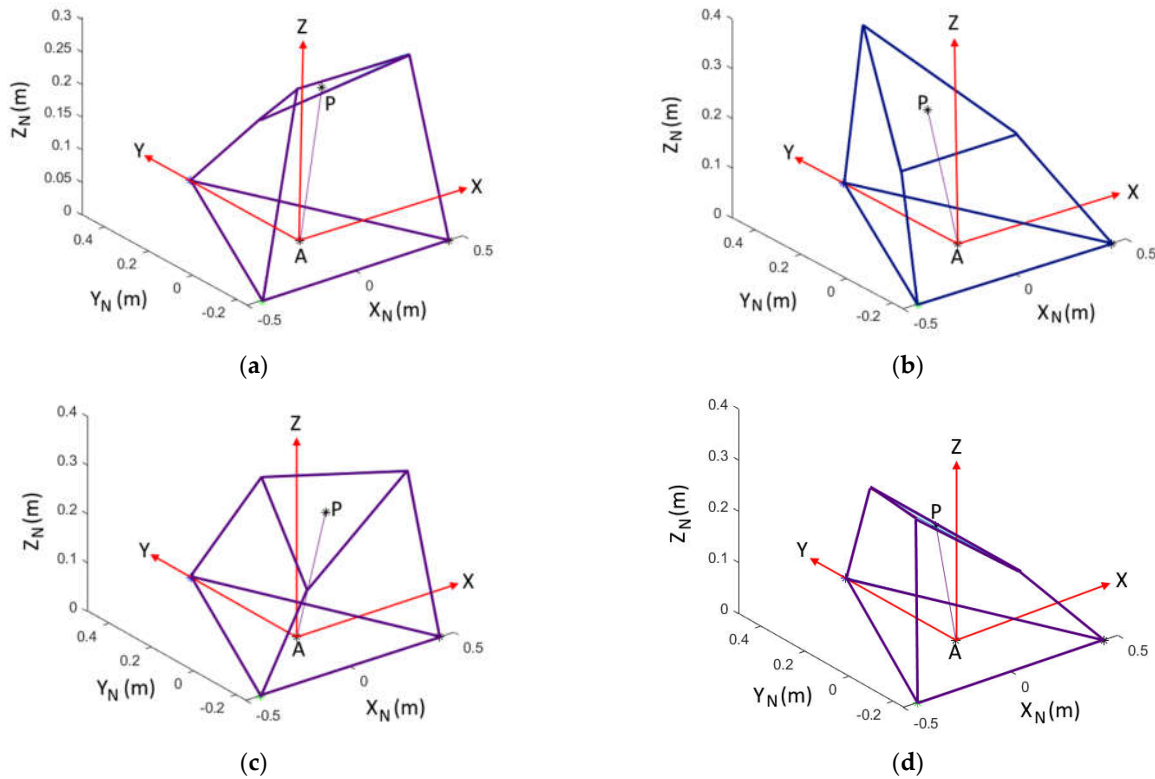 0.3
0.25
0.2
0.15
0.1
0.05
0
Z_N (m)
Z
P
Y
X
A
0.4
0.2
0
-0.2
Y_N (m)
-0.5
0
0.5
X_N (m)
(a)
0.4
0.3
0.2
0.1
0
Z_N (m)
Z
P
Y
X
A
0.4
0.2
0
-0.2
Y_N (m)
-0.5
0
0.5
X_N (m)
(b)
0.4
0.3
0.2
0.1
0
Z_N (m)
Z
P
Y
X
A
0.4
0.2
0
-0.2
Y_N (m)
-0.5
0
0.5
X_N (m)
(c)
0.4
0.3
0.2
0.1
0
Z_N (m)
Z
P
Y
X
A
0.4
0.2
0
-0.2
Y_N (m)
-0.5
0
0.5
X_N (m)
(d)